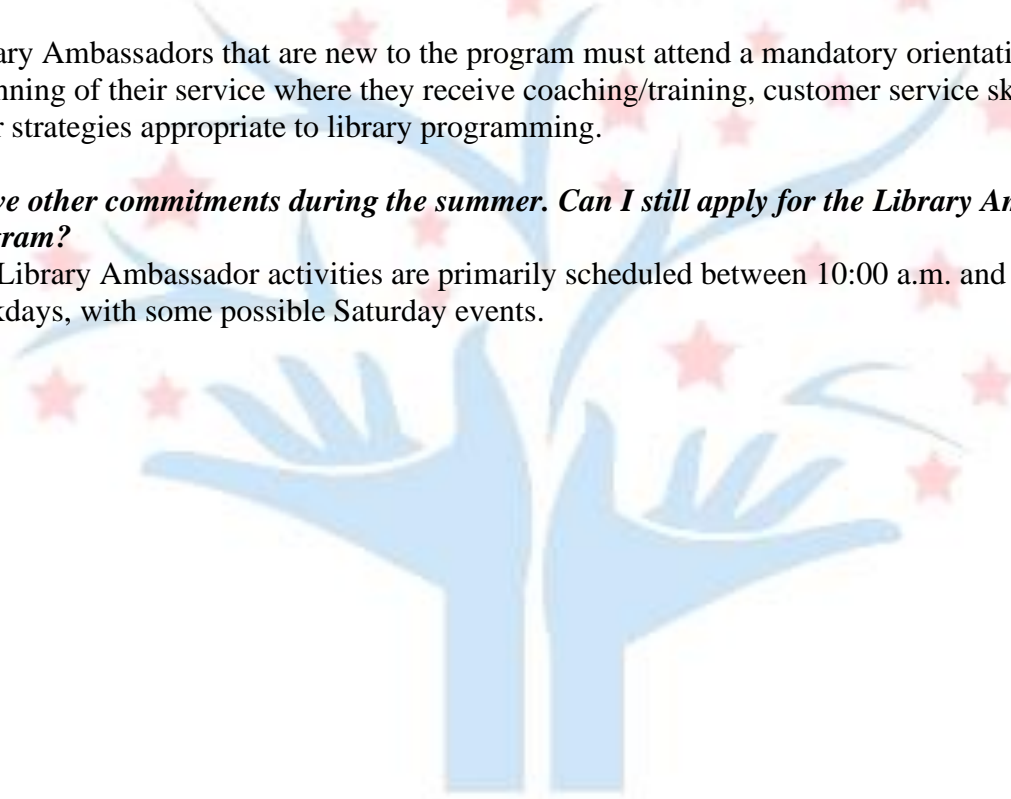 ary Ambassadors that are new to the program must attend a mandatory orientati
nning of their service where they receive coaching/training, customer service sk
r strategies appropriate to library programming.
ve other commitments during the summer. Can I still apply for the Library Am
gram?
Library Ambassador activities are primarily scheduled between 10:00 a.m. and
kdays, with some possible Saturday events.